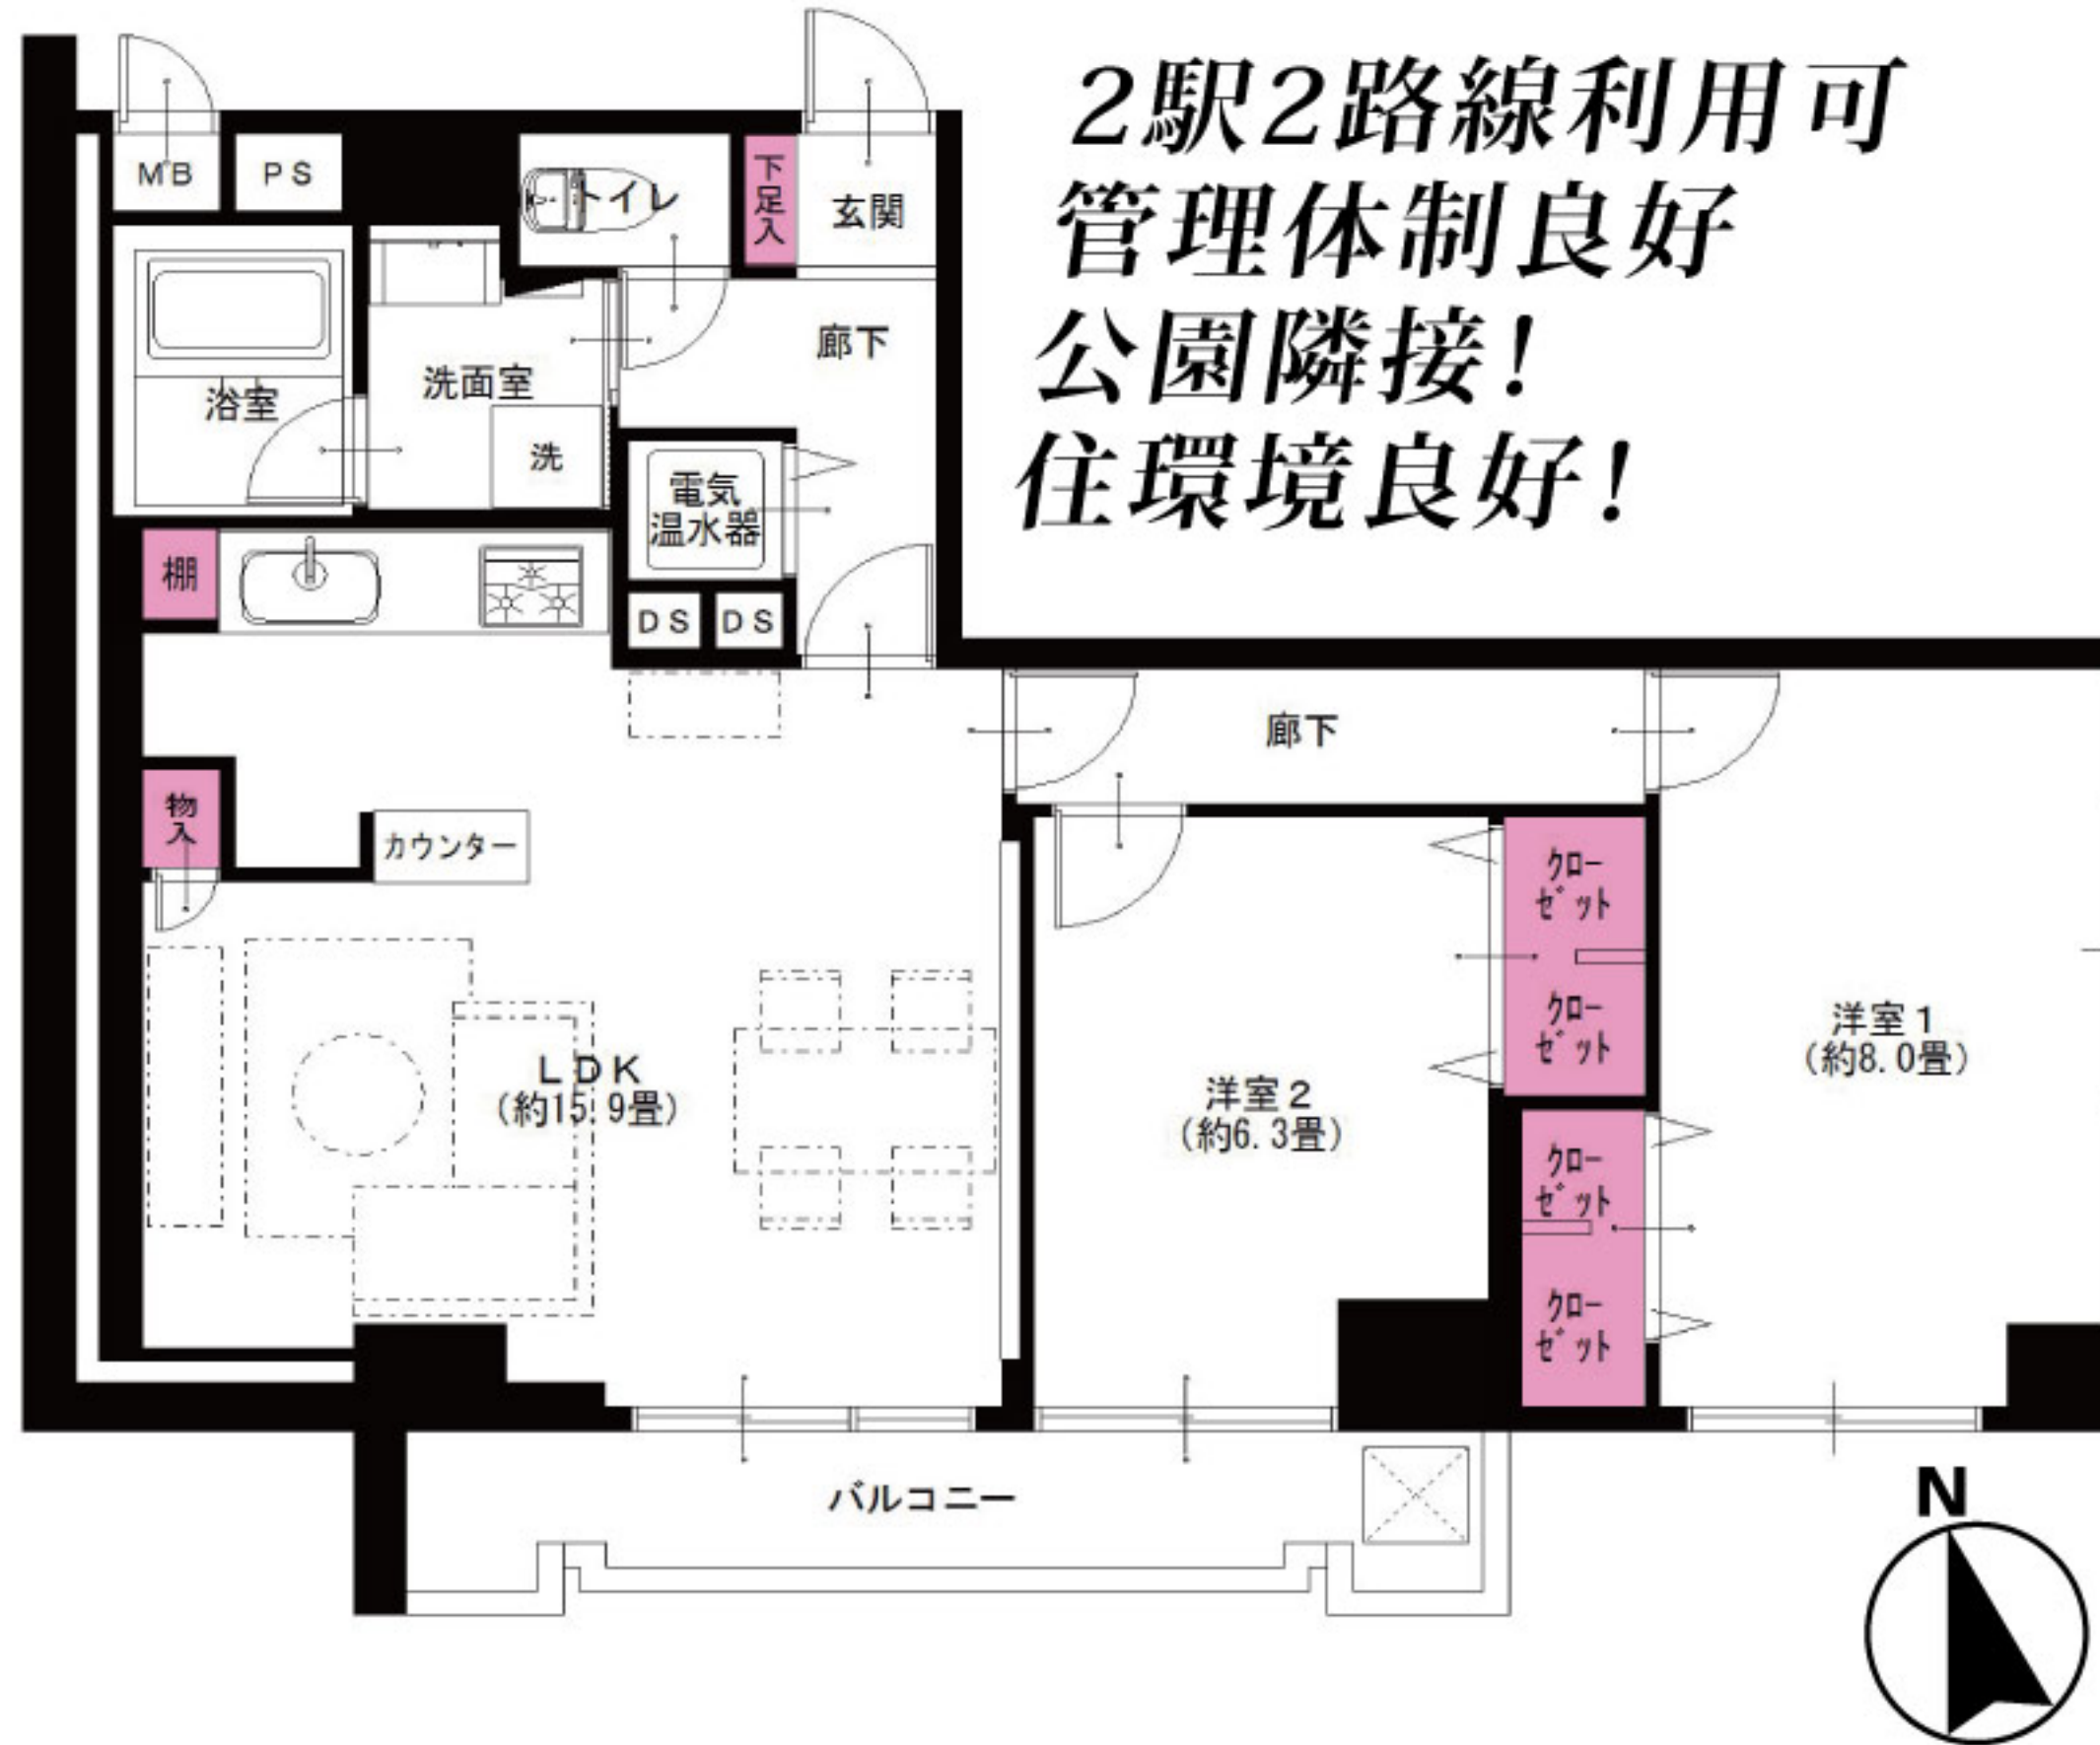 2駅2路線利用可
管理体制良好
公園隣接!
住環境良好!
MB
PS
トイレ
下足入
玄関
廊下
浴室
洗面室
洗
電気
温水器
棚
DS
DS
廊下
物入
カウンター
クロー
ゼット
クロー
ゼット
洋室1
(約8.0畳)
LDK
(約15.9畳)
洋室2
(約6.3畳)
クロー
ゼット
クロー
ゼット
バルコニー
N